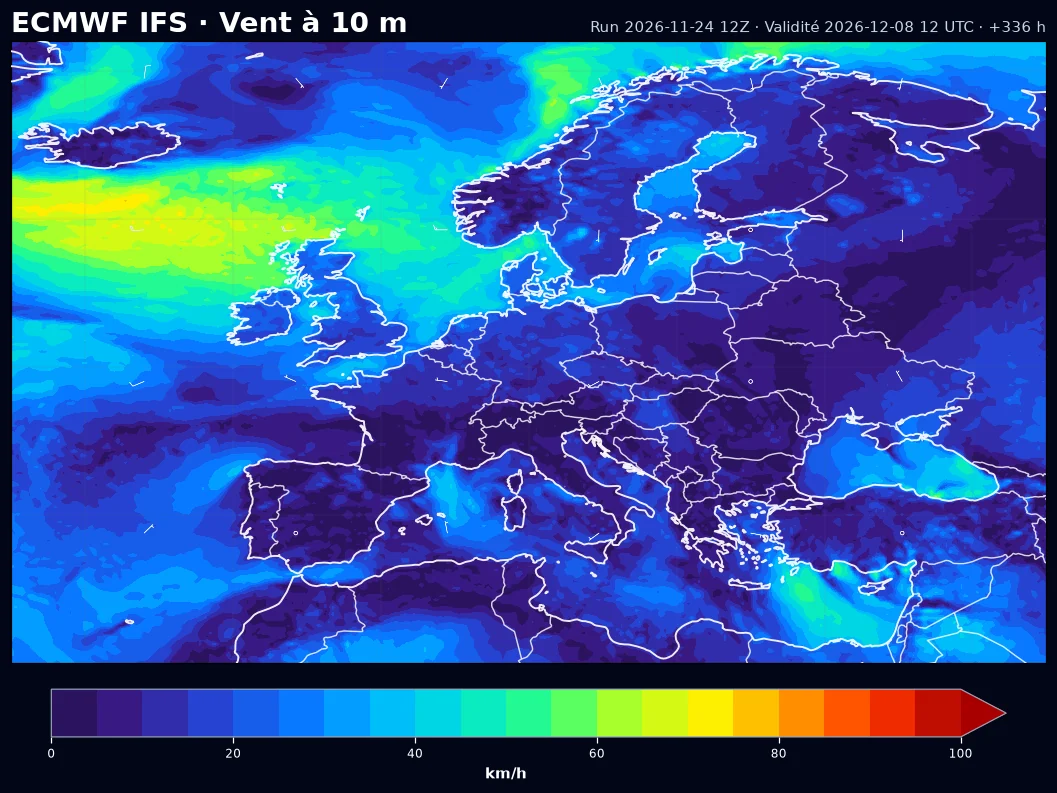 ECMWF IFS · Vent à 10 m
Run 2026-11-24 12Z · Validité 2026-12-08 12 UTC · +336 h
0 20 40 60 80 100
km/h